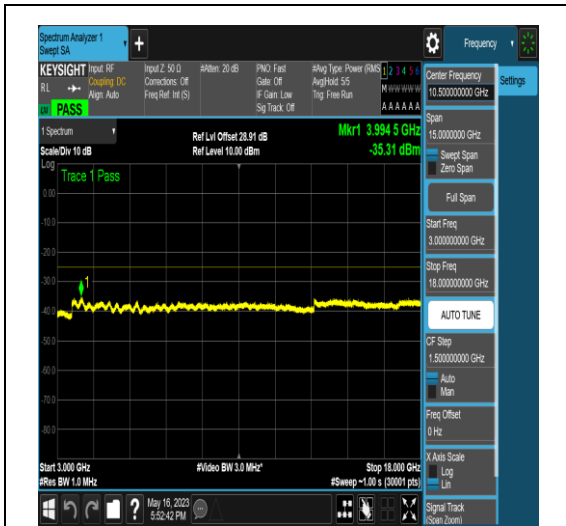 Spectrum Analyzer 1
Swept SA
+
Frequency
KEYSIGHT
RL
Input: RF
Coupling: DC
Align: Auto
Input Z: 50 Ω
Corrections: Off
Freq Ref: Int (S)
#Atten: 20 dB
PNO: Fast
Gate: Off
IF Gain: Low
Sig Track: Off
#Avg Type: Power (RMS
Avg|Hold: 5/5
Trig: Free Run
1 2 3 4 5 6
M W W W W W
A A A A A A
PASS
1 Spectrum
Scale/Div 10 dB
Ref Lvl Offset 28.91 dB
Ref Level 10.00 dBm
Mkr1 3.994 5 GHz
-35.31 dBm
Log
Trace 1 Pass
0.00
-10.0
-20.0
-30.0
-40.0
-50.0
-60.0
-70.0
-80.0
1
Start 3.000 GHz
#Res BW 1.0 MHz
#Video BW 3.0 MHz*
Stop 18.000 GHz
#Sweep ~1.00 s (30001 pts)
May 16, 2023
5:52:42 PM
?
Center Frequency
10.500000000 GHz
Settings
Span
15.0000000 GHz
Swept Span
Zero Span
Full Span
Start Freq
3.000000000 GHz
Stop Freq
18.000000000 GHz
AUTO TUNE
CF Step
1.500000000 GHz
Auto
Man
Freq Offset
0 Hz
X Axis Scale
Log
Lin
Signal Track
(Span Zoom)